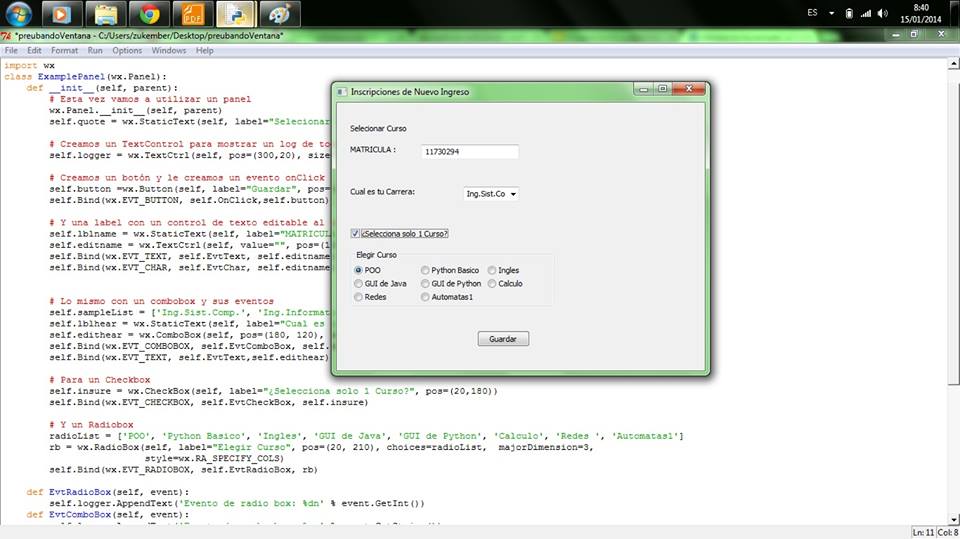 ES
8:40
15/01/2014
*preubandoVentana - C:/Users/zukember/Desktop/preubandoVentana*
File Edit Format Run Options Windows Help
import wx
class ExamplePanel(wx.Panel):
def __init__(self, parent):
# Esta vez vamos a utilizar un panel
wx.Panel.__init__(self, parent)
self.quote = wx.StaticText(self, label="Selecionar
# Creamos un TextControl para mostrar un log de to
self.logger = wx.TextCtrl(self, pos=(300,20), size
# Creamos un botón y le creamos un evento onClick
self.button =wx.Button(self, label="Guardar", pos=
self.Bind(wx.EVT_BUTTON, self.OnClick,self.button)
# Y una label con un control de texto editable al
self.lblname = wx.StaticText(self, label="MATRICUL
self.editname = wx.TextCtrl(self, value="", pos=(1
self.Bind(wx.EVT_TEXT, self.EvtText, self.editname
self.Bind(wx.EVT_CHAR, self.EvtChar, self.editname
# Lo mismo con un combobox y sus eventos
self.sampleList = ['Ing.Sist.Comp.', 'Ing.Informat
self.lblhear = wx.StaticText(self, label="Cual es
self.edithear = wx.ComboBox(self, pos=(180, 120),
self.Bind(wx.EVT_COMBOBOX, self.EvtComboBox, self.
self.Bind(wx.EVT_TEXT, self.EvtText,self.edithear)
# Para un Checkbox
self.insure = wx.CheckBox(self, label="¿Selecciona solo 1 Curso?", pos=(20,180))
self.Bind(wx.EVT_CHECKBOX, self.EvtCheckBox, self.insure)
# Y un Radiobox
radioList = ['POO', 'Python Basico', 'Ingles', 'GUI de Java', 'GUI de Python', 'Calculo', 'Redes ', 'Automatas1']
rb = wx.RadioBox(self, label="Elegir Curso", pos=(20, 210), choices=radioList, majorDimension=3,
style=wx.RA_SPECIFY_COLS)
self.Bind(wx.EVT_RADIOBOX, self.EvtRadioBox, rb)
def EvtRadioBox(self, event):
self.logger.AppendText('Evento de radio box: %dn' % event.GetInt())
def EvtComboBox(self, event):
Inscripciones de Nuevo Ingreso
Selecionar Curso
MATRICULA : 11730294
Cual es tu Carrera: Ing.Sist.Co
¿Selecciona solo 1 Curso?
Elegir Curso
POO Python Basico Ingles
GUI de Java GUI de Python Calculo
Redes Automatas1
Guardar
Ln: 11 Col: 8